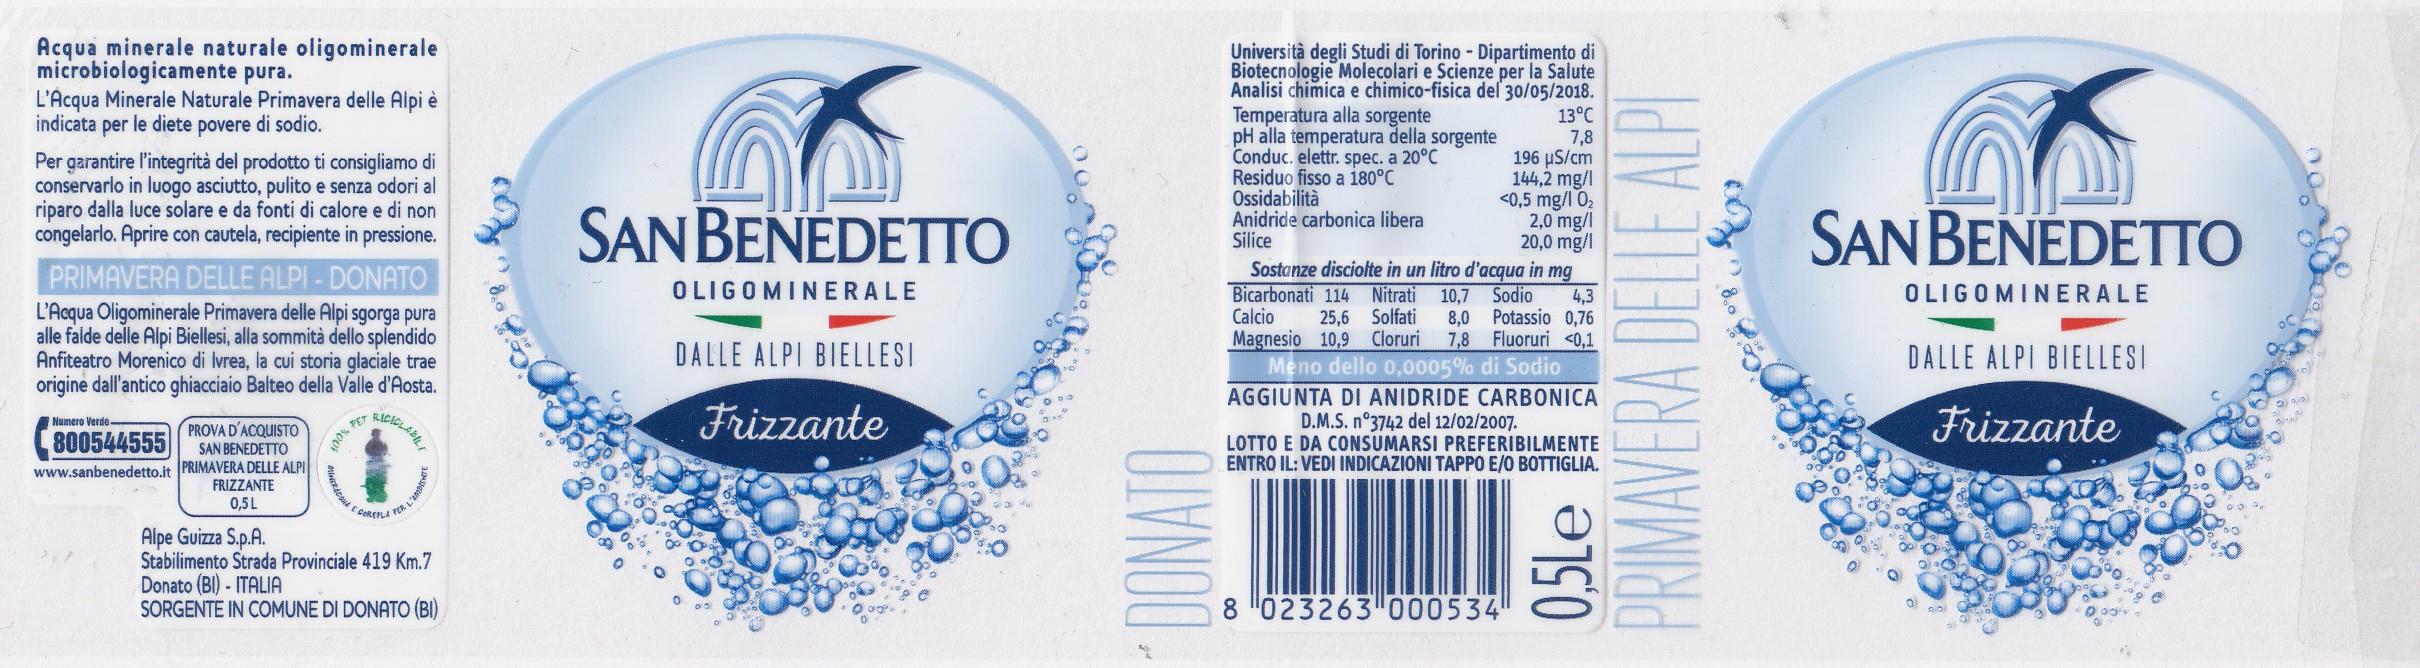 Acqua minerale naturale oligominerale
microbiologicamente pura.
L'Acqua Minerale Naturale Primavera delle Alpi è
indicata per le diete povere di sodio.
Per garantire l'integrità del prodotto ti consigliamo di
conservarlo in luogo asciutto, pulito e senza odori al
riparo dalla luce solare e da fonti di calore e di non
congelarlo. Aprire con cautela, recipiente in pressione.
PRIMAVERA DELLE ALPI - DONATO
L'Acqua Oligominerale Primavera delle Alpi sgorga pura
alle falde delle Alpi Biellesi, alla sommità dello splendido
Anfiteatro Morenico di Ivrea, la cui storia glaciale trae
origine dall'antico ghiacciaio Balteo della Valle d'Aosta.
Numero Verde
800544555
www.sanbenedetto.it
PROVA D'ACQUISTO
SAN BENEDETTO
PRIMAVERA DELLE ALPI
FRIZZANTE
0,5 L
100% PET RICICLABILE
MINERACQUA E COREPLA PER L'AMBIENTE
Alpe Guizza S.p.A.
Stabilimento Strada Provinciale 419 Km.7
Donato (BI) - ITALIA
SORGENTE IN COMUNE DI DONATO (BI)
SAN BENEDETTO
OLIGOMINERALE
DALLE ALPI BIELLESI
Frizzante
DONATO
Università degli Studi di Torino - Dipartimento di
Biotecnologie Molecolari e Scienze per la Salute
Analisi chimica e chimico-fisica del 30/05/2018.
Temperatura alla sorgente 13°C
pH alla temperatura della sorgente 7,8
Conduc. elettr. spec. a 20°C 196 µS/cm
Residuo fisso a 180°C 144,2 mg/l
Ossidabilità <0,5 mg/l O₂
Anidride carbonica libera 2,0 mg/l
Silice 20,0 mg/l
Sostanze disciolte in un litro d'acqua in mg
Bicarbonati 114 Nitrati 10,7 Sodio 4,3
Calcio 25,6 Solfati 8,0 Potassio 0,76
Magnesio 10,9 Cloruri 7,8 Fluoruri <0,1
Meno dello 0,0005% di Sodio
AGGIUNTA DI ANIDRIDE CARBONICA
D.M.S. n°3742 del 12/02/2007.
LOTTO E DA CONSUMARSI PREFERIBILMENTE
ENTRO IL: VEDI INDICAZIONI TAPPO E/O BOTTIGLIA.
8 023263 000534
0,5L e
PRIMAVERA DELLE ALPI
SAN BENEDETTO
OLIGOMINERALE
DALLE ALPI BIELLESI
Frizzante